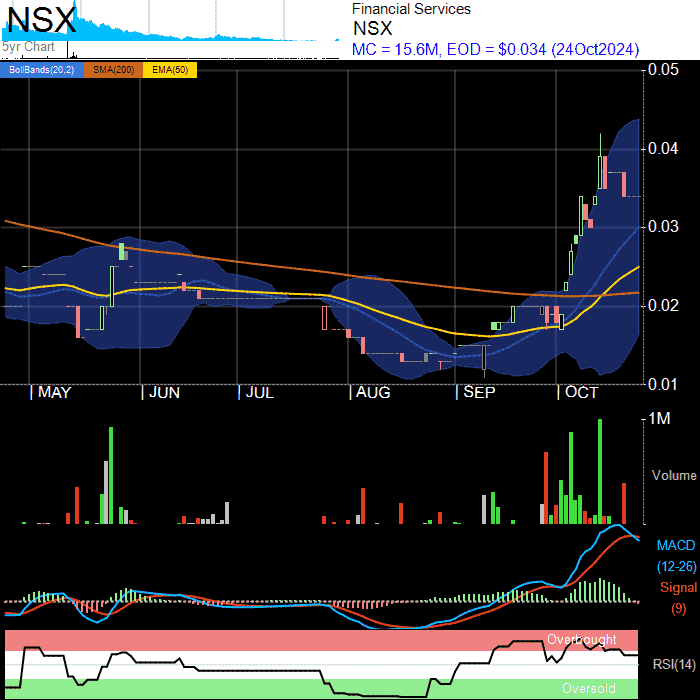 NSX
5yr Chart
Financial Services
NSX
MC = 15.6M, EOD = $0.034 (24Oct2024)
BollBands(20,2) SMA(200) EMA(50)
0.05
0.04
0.03
0.02
0.01
MAY JUN JUL AUG SEP OCT
1M
Volume
MACD
(12-26)
Signal
(9)
Overbought
RSI(14)
Oversold